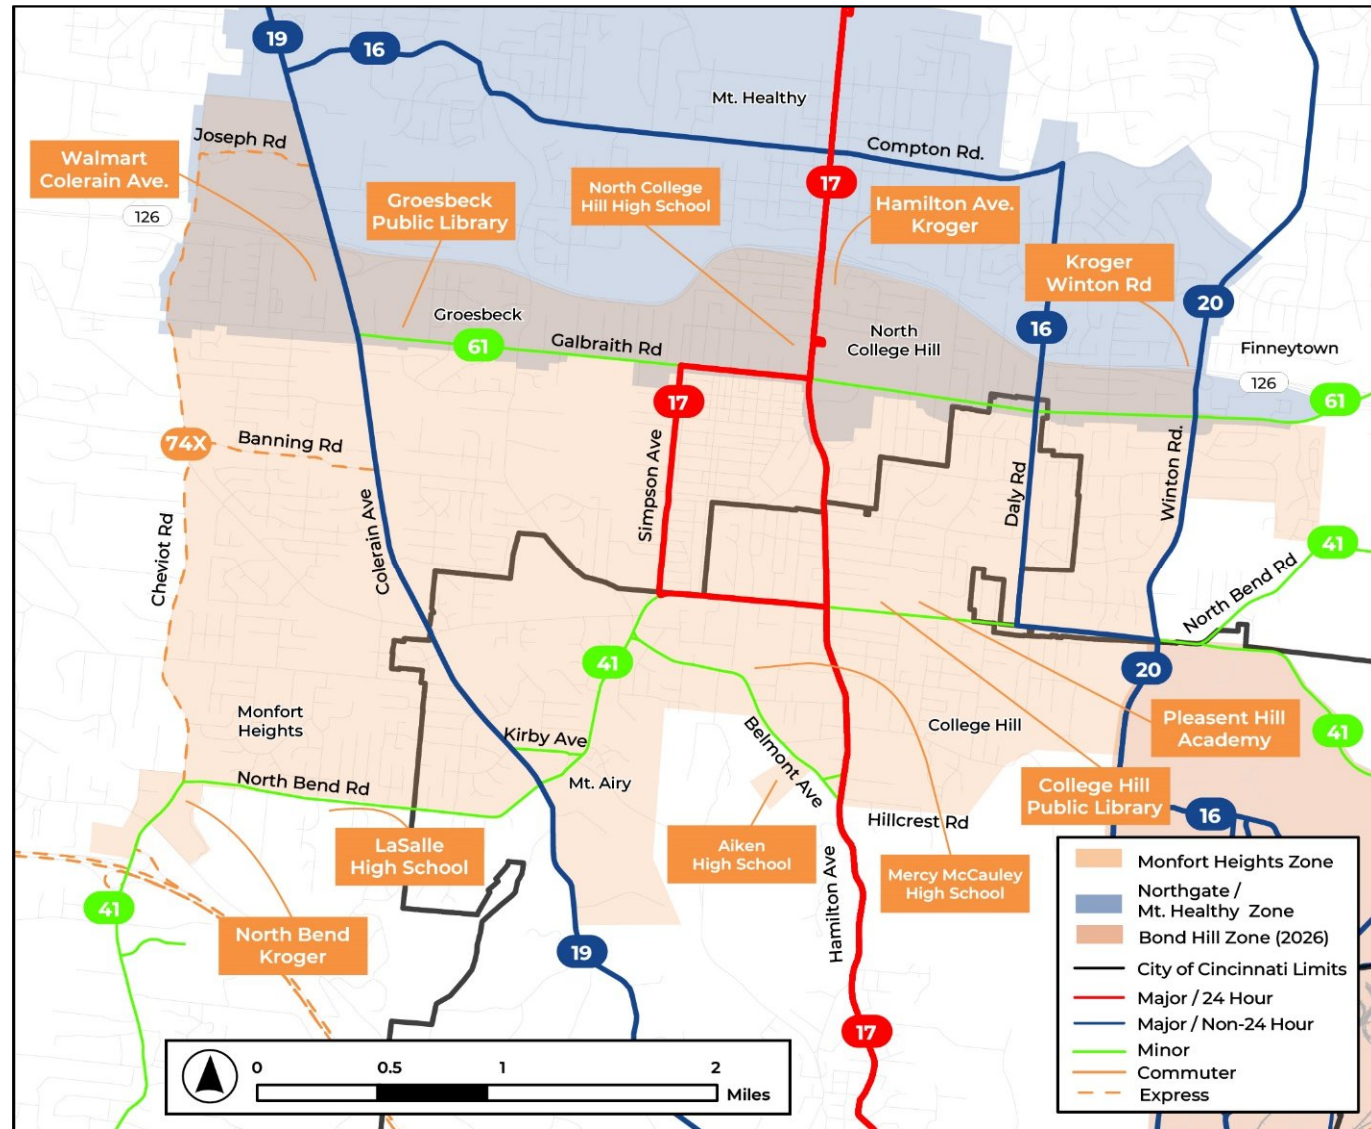 19
16
Mt. Healthy
Joseph Rd
Compton Rd.
Walmart
Colerain Ave.
126
Groesbeck
Public Library
North College
Hill High School
17
Hamilton Ave.
Kroger
Kroger
Winton Rd
20
16
Groesbeck
61
Galbraith Rd
North
College Hill
Finneytown
126
61
17
74X
Banning Rd
Cheviot Rd
Colerain Ave
Simpson Ave
Daly Rd
Winton Rd.
41
North Bend Rd
41
20
Monfort
Heights
Kirby Ave
Mt. Airy
North Bend Rd
Belmont Ave
College Hill
Pleasent Hill
Academy
41
College Hill
Public Library
16
Hillcrest Rd
LaSalle
High School
Aiken
High School
Mercy McCauley
High School
Hamilton Ave
41
North Bend
Kroger
19
17
Monfort Heights Zone
Northgate /
Mt. Healthy Zone
Bond Hill Zone (2026)
City of Cincinnati Limits
Major / 24 Hour
Major / Non-24 Hour
Minor
Commuter
Express
0 0.5 1 2
Miles